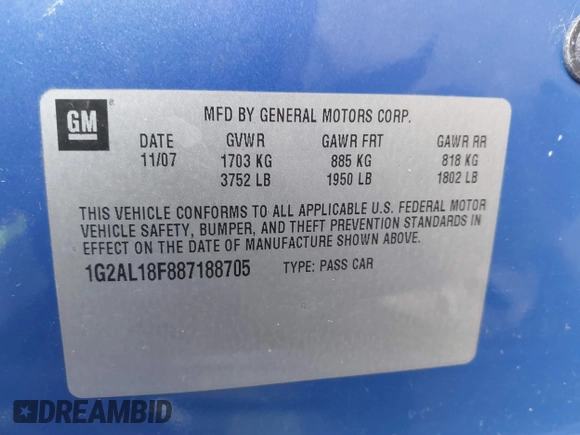 GM
MFD BY GENERAL MOTORS CORP.
DATE GVWR GAWR FRT GAWR RR
11/07 1703 KG 885 KG 818 KG
3752 LB 1950 LB 1802 LB
THIS VEHICLE CONFORMS TO ALL APPLICABLE U.S. FEDERAL MOTOR
VEHICLE SAFETY, BUMPER, AND THEFT PREVENTION STANDARDS IN
EFFECT ON THE DATE OF MANUFACTURE SHOWN ABOVE.
1G2AL18F887188705 TYPE: PASS CAR
DREAMBID